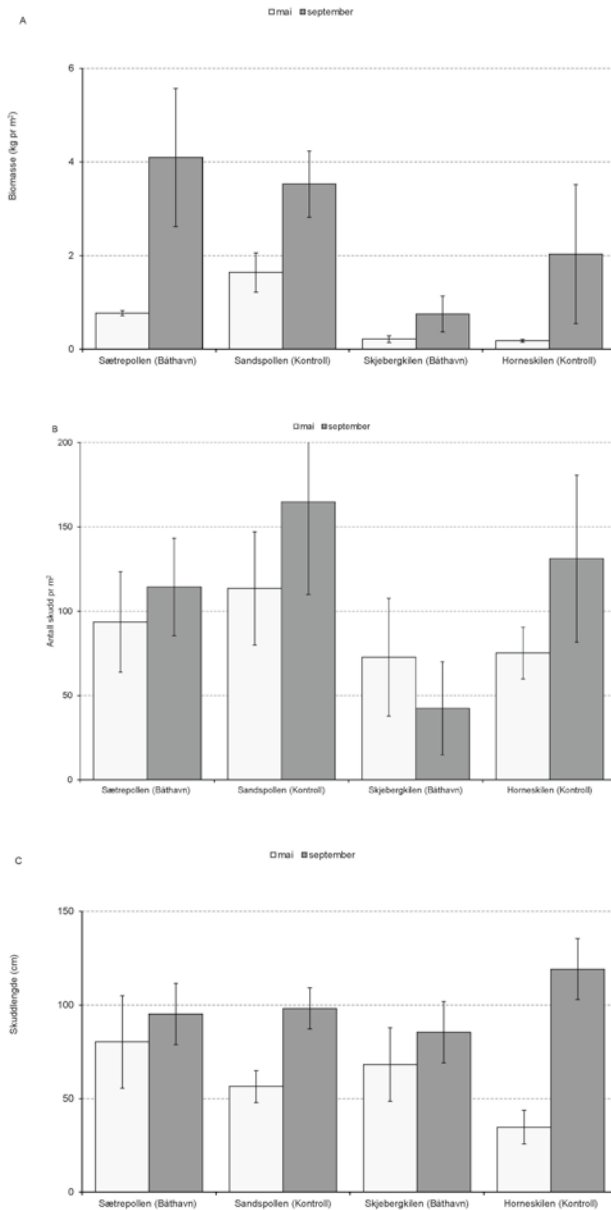 □mai ■september
A
Biomasse (kg pr m²)
6
4
2
0
Sætrepollen (Båthavn) Sandspollen (Kontroll) Skjebergkilen (Båthavn) Horneskilen (Kontroll)
B
□mai ■september
Antall skudd pr m²
200
150
100
50
0
Sætrepollen (Båthavn) Sandspollen (Kontroll) Skjebergkilen (Båthavn) Horneskilen (Kontroll)
C
□mai ■september
Skuddlengde (cm)
150
100
50
0
Sætrepollen (Båthavn) Sandspollen (Kontroll) Skjebergkilen (Båthavn) Horneskilen (Kontroll)